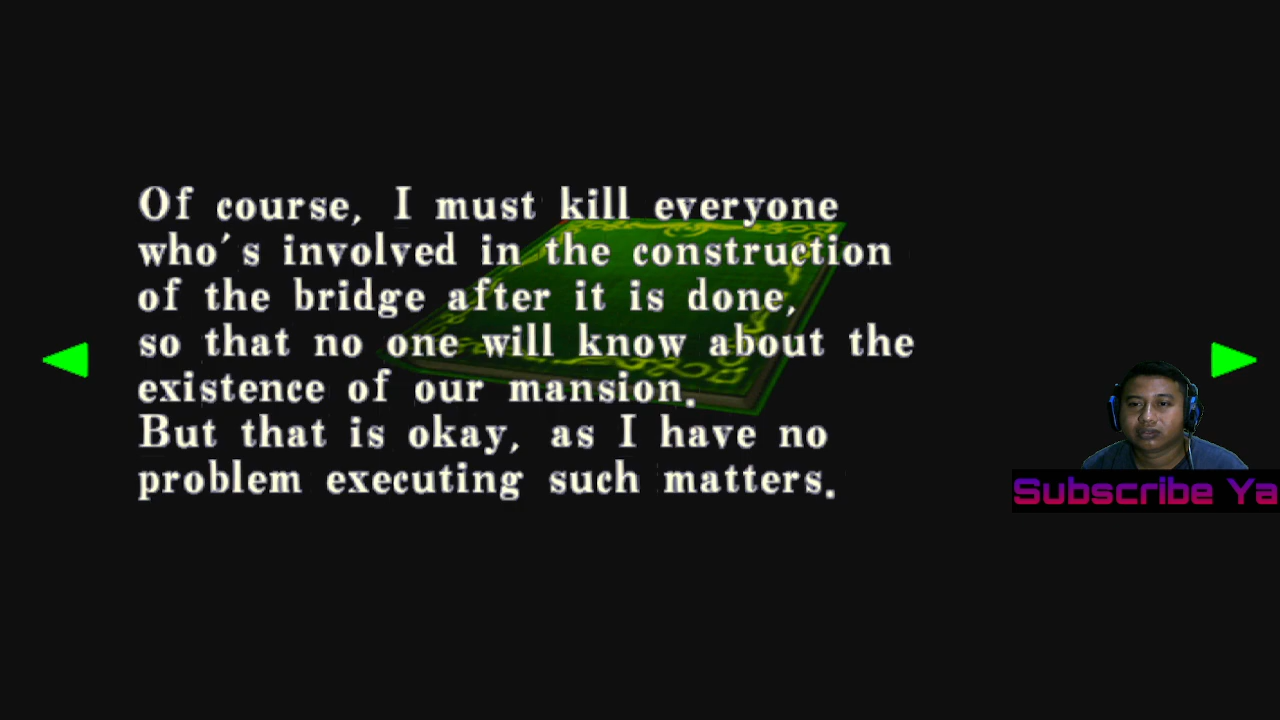 Of course, I must kill everyone
who's involved in the construction
of the bridge after it is done,
so that no one will know about the
existence of our mansion.
But that is okay, as I have no
problem executing such matters.
Subscribe Ya